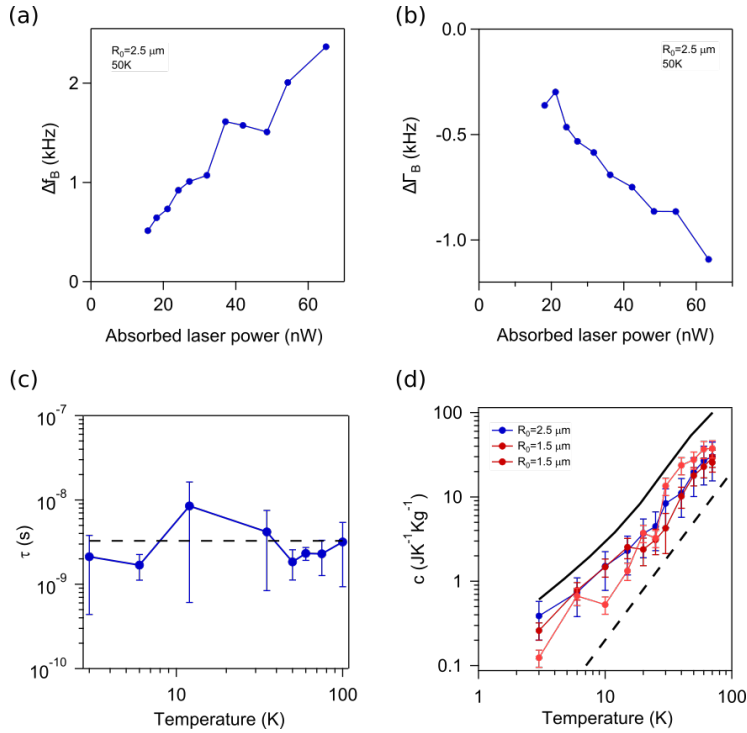 (a)
R₀=2.5 μm
50K
2
1
0
0
20
40
60
Δf_B (kHz)
Absorbed laser power (nW)
(b)
R₀=2.5 μm
50K
0.0
-0.5
-1.0
0
20
40
60
ΔΓ_B (kHz)
Absorbed laser power (nW)
(c)
10⁻⁷
10⁻⁸
10⁻⁹
10⁻¹⁰
10
100
τ (s)
Temperature (K)
(d)
R₀=2.5 μm
R₀=1.5 μm
R₀=1.5 μm
100
10
1
0.1
1
10
100
c (JK⁻¹Kg⁻¹)
Temperature (K)